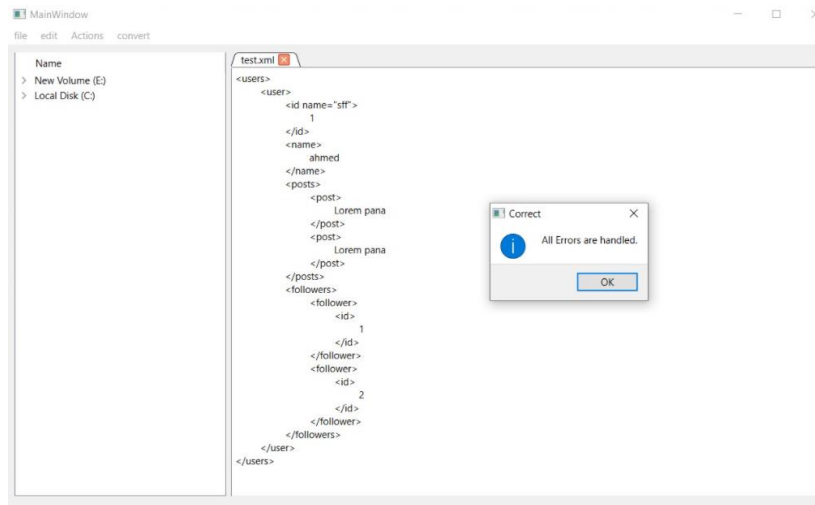 MainWindow
file edit Actions convert
Name
New Volume (E:)
Local Disk (C:)
test.xml
<users>
<user>
<id name="sff">
1
</id>
<name>
ahmed
</name>
<posts>
<post>
Lorem pana
</post>
<post>
Lorem pana
</post>
</posts>
<followers>
<follower>
<id>
1
</id>
</follower>
<follower>
<id>
2
</id>
</follower>
</followers>
</user>
</users>
Correct
All Errors are handled.
OK